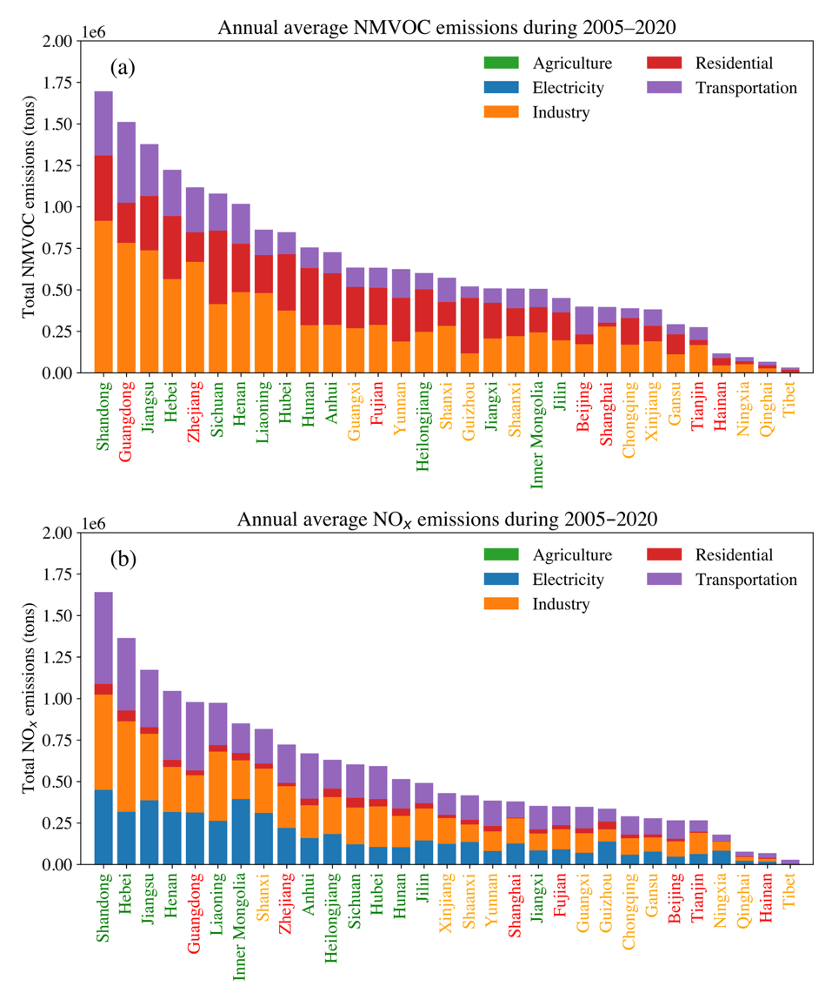 Annual average NMVOC emissions during 2005–2020
1e6
(a)
Agriculture
Electricity
Industry
Residential
Transportation
Total NMVOC emissions (tons)
2.00
1.75
1.50
1.25
1.00
0.75
0.50
0.25
0.00
Shandong
Guangdong
Jiangsu
Hebei
Zhejiang
Sichuan
Henan
Liaoning
Hubei
Hunan
Anhui
Guangxi
Fujian
Yunnan
Heilongjiang
Shanxi
Guizhou
Jiangxi
Shaanxi
Inner Mongolia
Jilin
Beijing
Shanghai
Chongqing
Xinjiang
Gansu
Tianjin
Hainan
Ningxia
Qinghai
Tibet
Annual average NOx emissions during 2005–2020
1e6
(b)
Agriculture
Electricity
Industry
Residential
Transportation
Total NOx emissions (tons)
2.00
1.75
1.50
1.25
1.00
0.75
0.50
0.25
0.00
Shandong
Hebei
Jiangsu
Henan
Guangdong
Liaoning
Inner Mongolia
Shanxi
Zhejiang
Anhui
Heilongjiang
Sichuan
Hubei
Hunan
Jilin
Xinjiang
Shaanxi
Yunnan
Shanghai
Jiangxi
Fujian
Guangxi
Guizhou
Chongqing
Gansu
Beijing
Tianjin
Ningxia
Qinghai
Hainan
Tibet